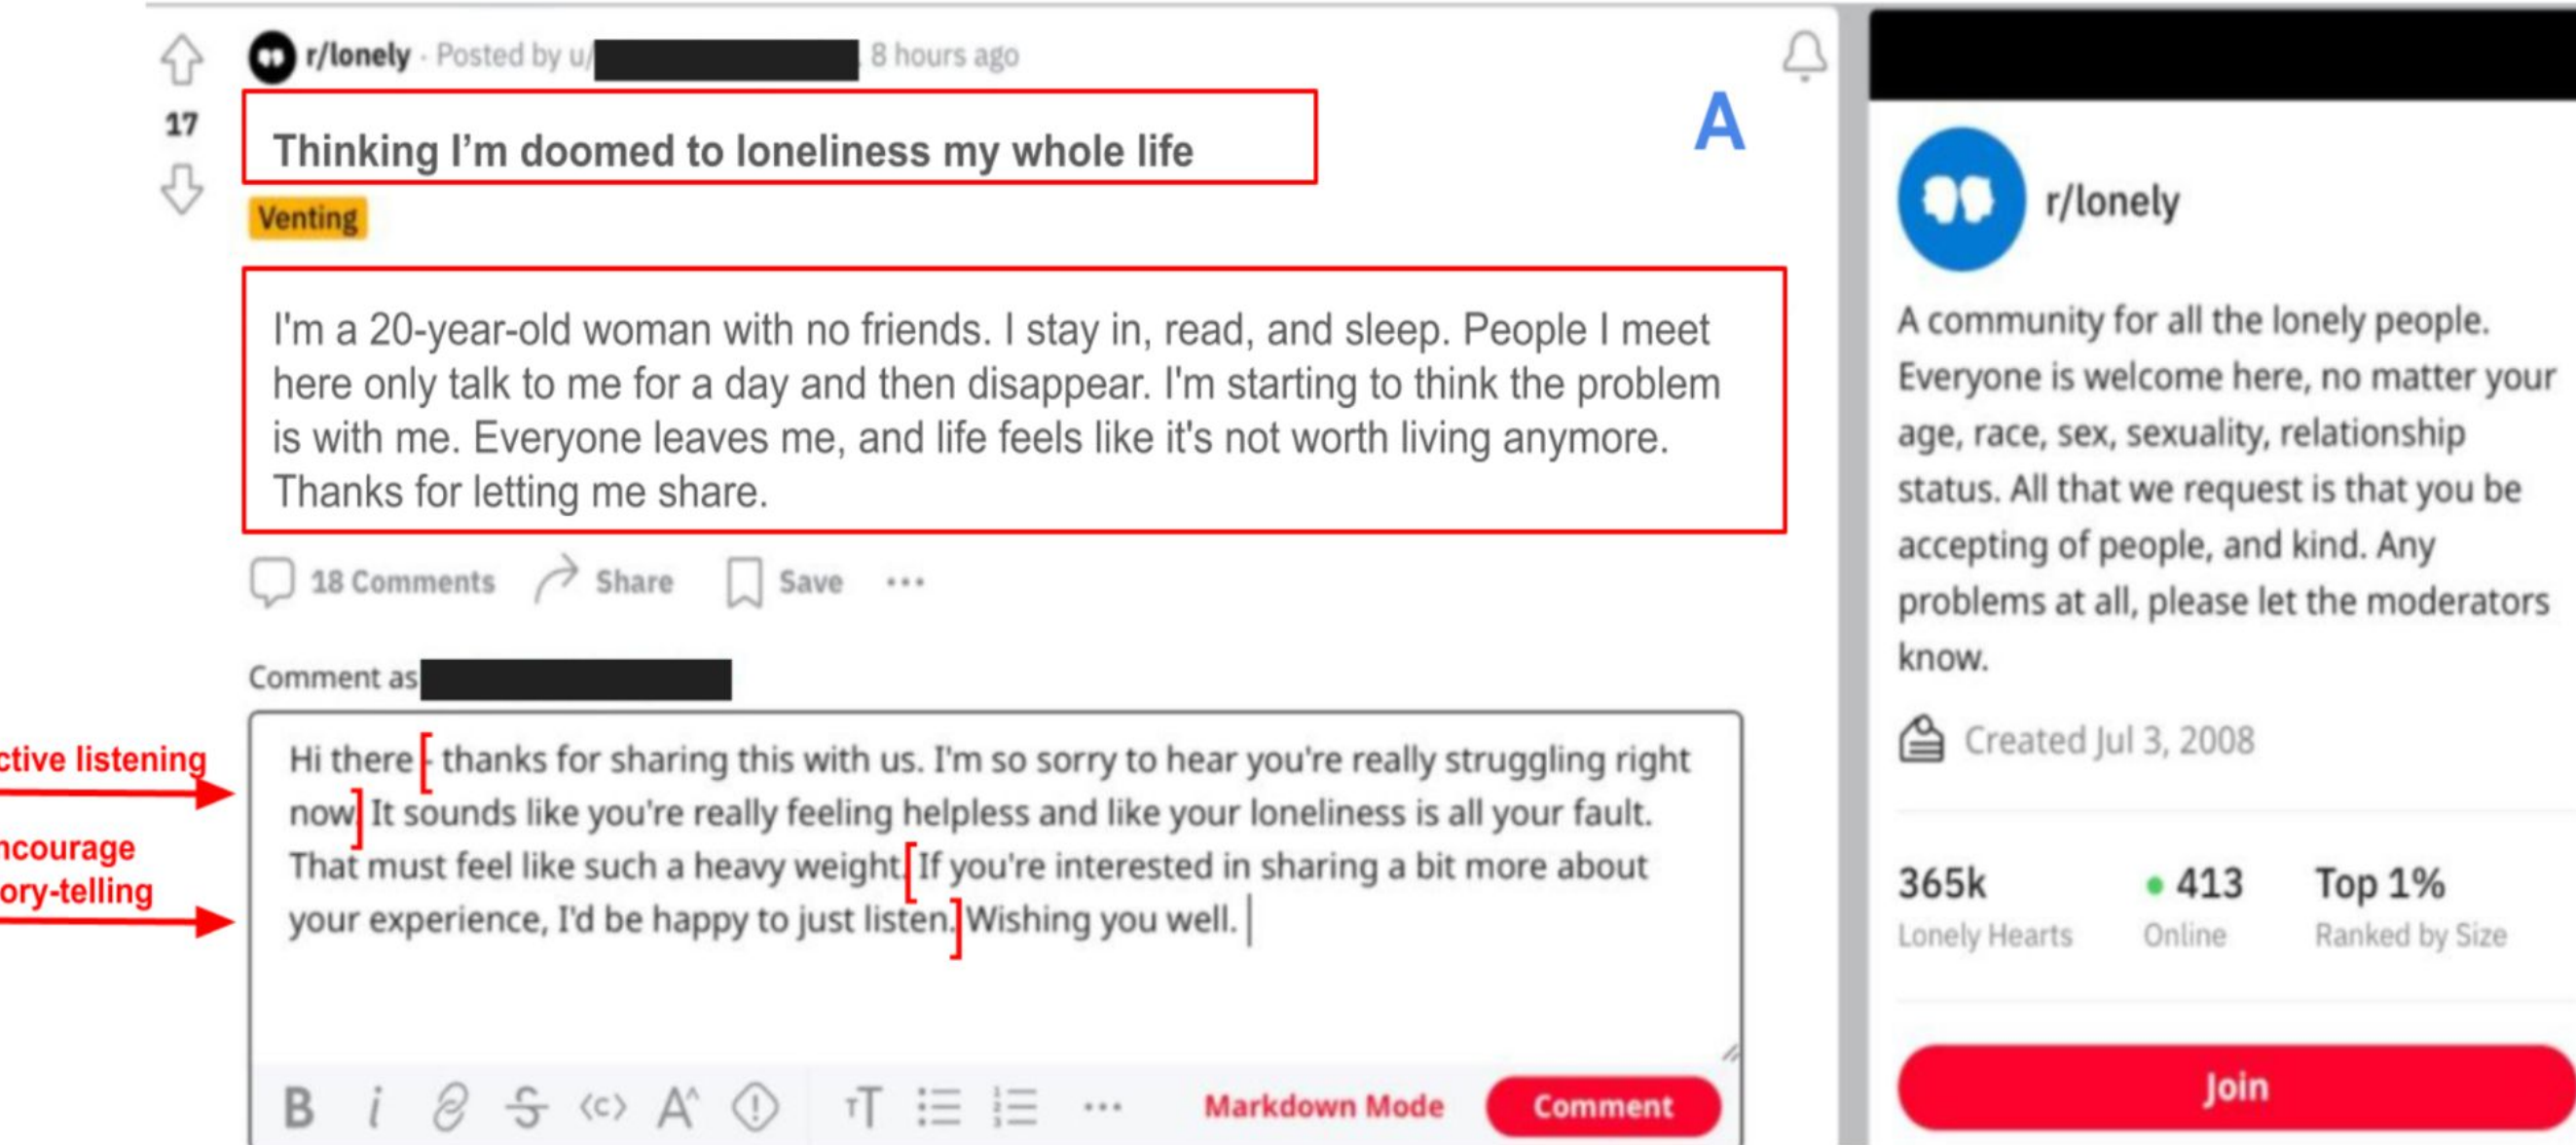 r/lonely · Posted by u/ 8 hours ago
17
Thinking I'm doomed to loneliness my whole life
A
Venting
I'm a 20-year-old woman with no friends. I stay in, read, and sleep. People I meet
here only talk to me for a day and then disappear. I'm starting to think the problem
is with me. Everyone leaves me, and life feels like it's not worth living anymore.
Thanks for letting me share.
18 Comments Share Save
Comment as
ctive listening
ncourage
ory-telling
Hi there [- thanks for sharing this with us. I'm so sorry to hear you're really struggling right
now.] It sounds like you're really feeling helpless and like your loneliness is all your fault.
That must feel like such a heavy weight. [If you're interested in sharing a bit more about
your experience, I'd be happy to just listen.] Wishing you well.
B i S <c> A^ ! TT ...
Markdown Mode Comment
r/lonely
A community for all the lonely people.
Everyone is welcome here, no matter your
age, race, sex, sexuality, relationship
status. All that we request is that you be
accepting of people, and kind. Any
problems at all, please let the moderators
know.
Created Jul 3, 2008
365k 413 Top 1%
Lonely Hearts Online Ranked by Size
Join